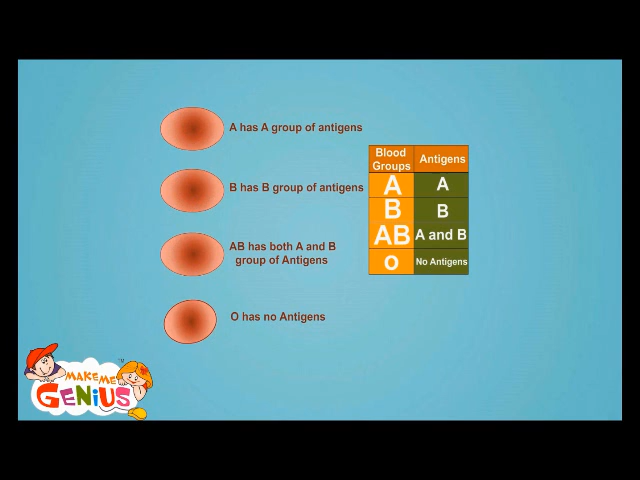 A has A group of antigens
B has B group of antigens
AB has both A and B
group of Antigens
O has no Antigens
Blood
Groups
Antigens
A
A
B
B
AB
A and B
O
No Antigens
MAKE ME
GENiUS
TM